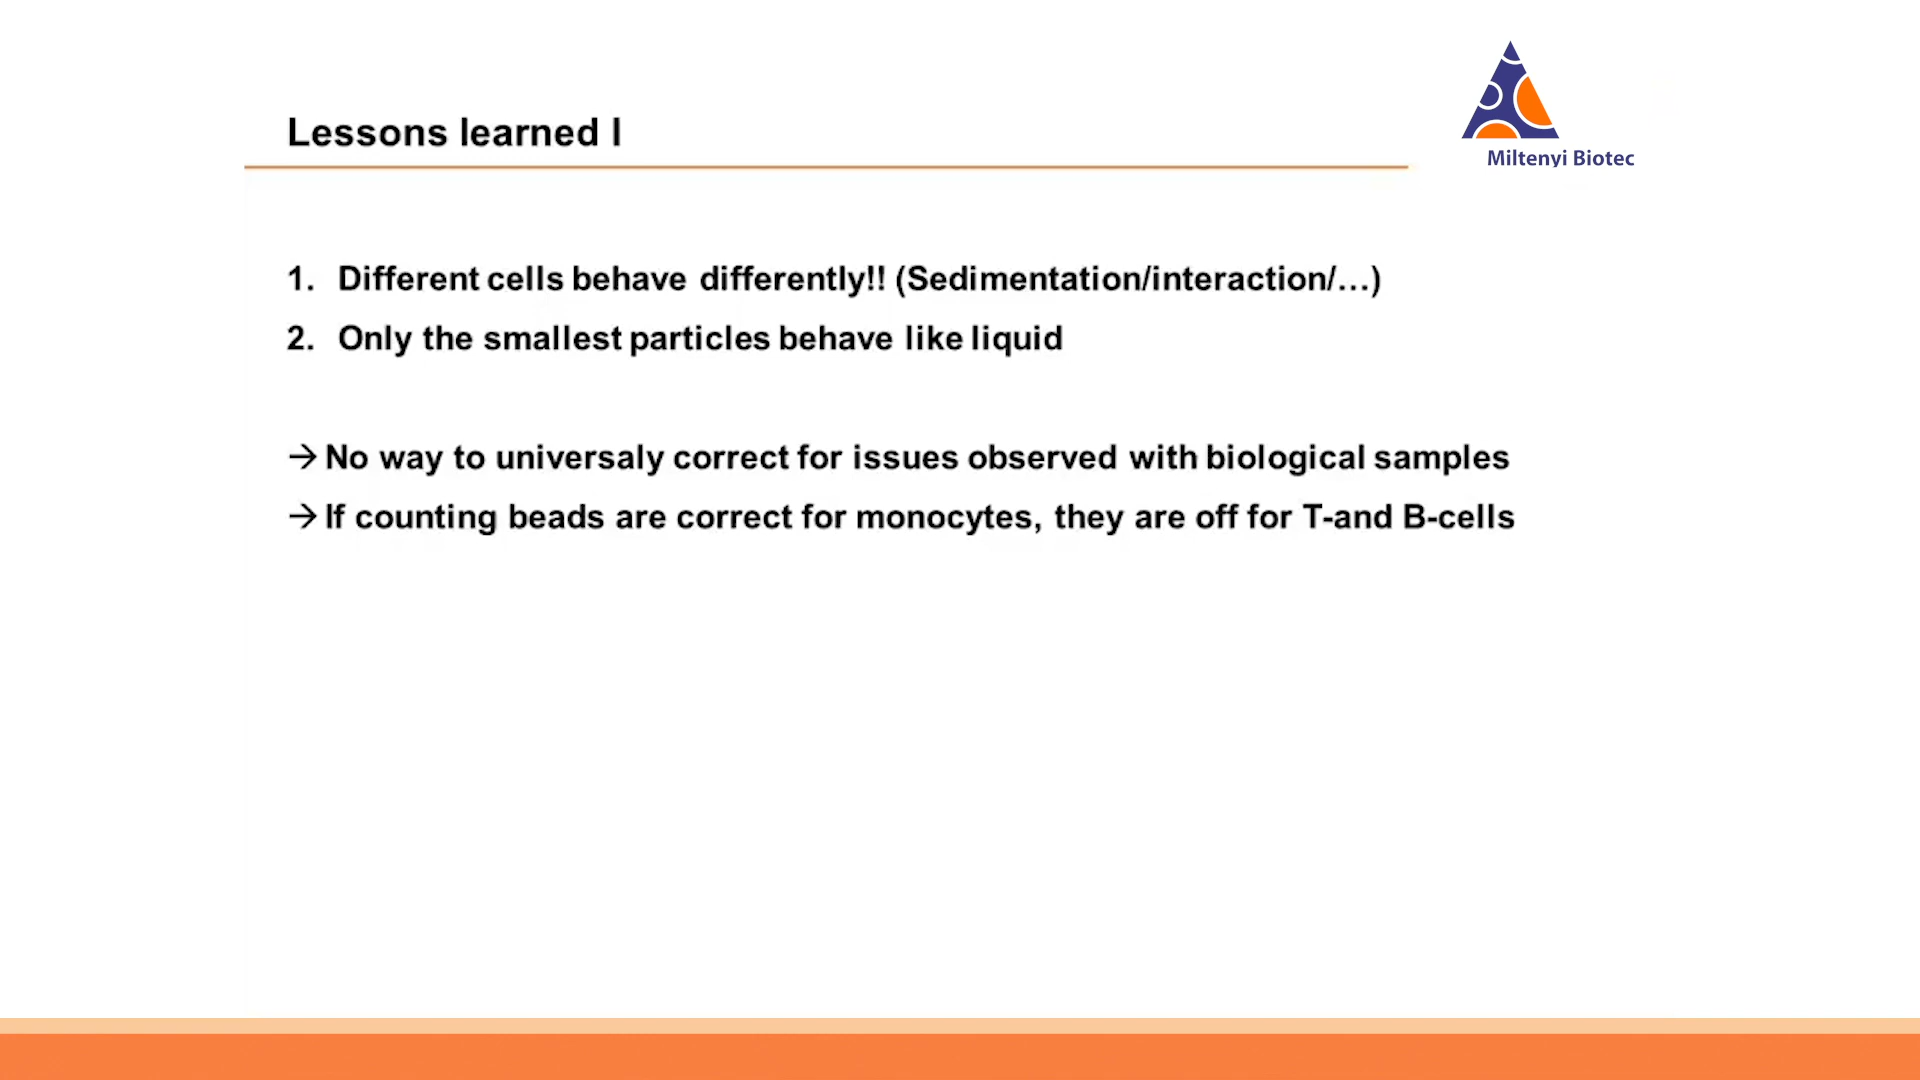 Miltenyi Biotec
Lessons learned I
1. Different cells behave differently!! (Sedimentation/interaction/…)
2. Only the smallest particles behave like liquid
→ No way to universaly correct for issues observed with biological samples
→ If counting beads are correct for monocytes, they are off for T-and B-cells